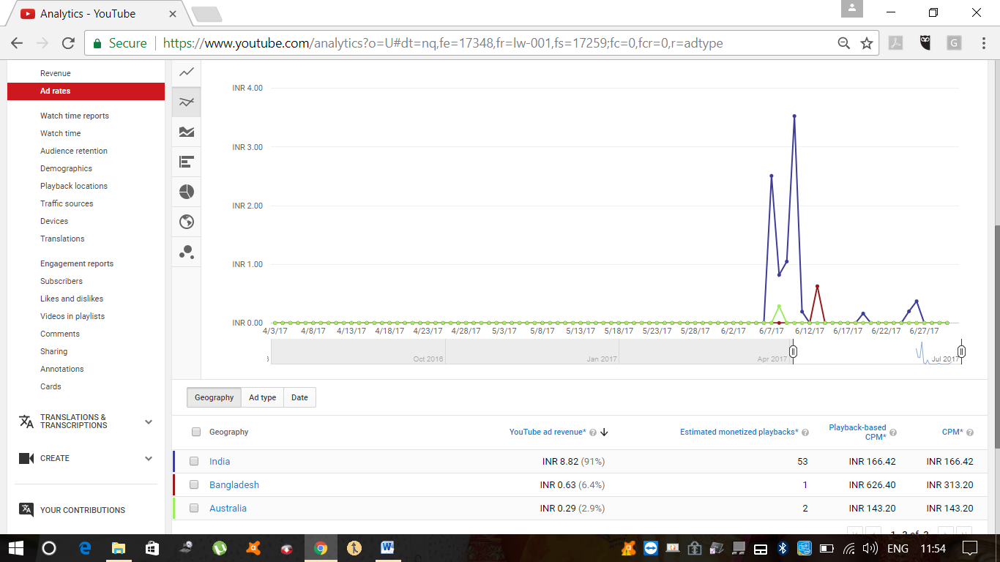 Analytics - YouTube
Secure https://www.youtube.com/analytics?o=U#dt=nq,fe=17348,fr=lw-001,fs=17259;fc=0,fcr=0,r=adtype
Revenue
Ad rates
Watch time reports
Watch time
Audience retention
Demographics
Playback locations
Traffic sources
Devices
Translations
Engagement reports
Subscribers
Likes and dislikes
Videos in playlists
Comments
Sharing
Annotations
Cards
TRANSLATIONS &
TRANSCRIPTIONS
CREATE
YOUR CONTRIBUTIONS
INR 4.00
INR 3.00
INR 2.00
INR 1.00
INR 0.00
4/3/17 4/8/17 4/13/17 4/18/17 4/23/17 4/28/17 5/3/17 5/8/17 5/13/17 5/18/17 5/23/17 5/28/17 6/2/17 6/7/17 6/12/17 6/17/17 6/22/17 6/27/17
Oct 2016 Jan 2017 Apr 2017 Jul 2017
Geography Ad type Date
Geography YouTube ad revenue* Estimated monetized playbacks* Playback-based CPM* CPM*
India INR 8.82 (91%) 53 INR 166.42 INR 166.42
Bangladesh INR 0.63 (6.4%) 1 INR 626.40 INR 313.20
Australia INR 0.29 (2.9%) 2 INR 143.20 INR 143.20
ENG 11:54